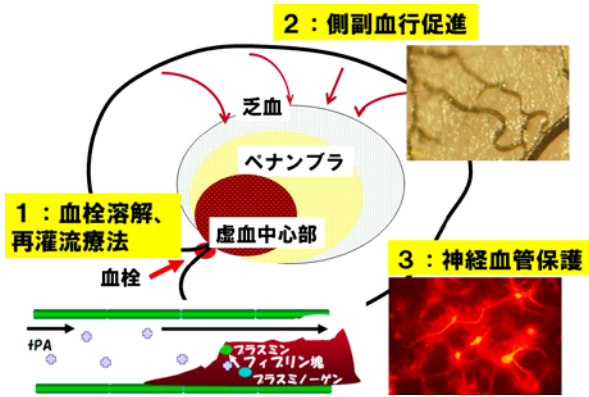 2：側副血行促進
乏血
ペナンブラ
1：血栓溶解、
再灌流療法
虚血中心部
血栓
3：神経血管保護
tPA
プラスミン
フィブリン塊
プラスミノーゲン